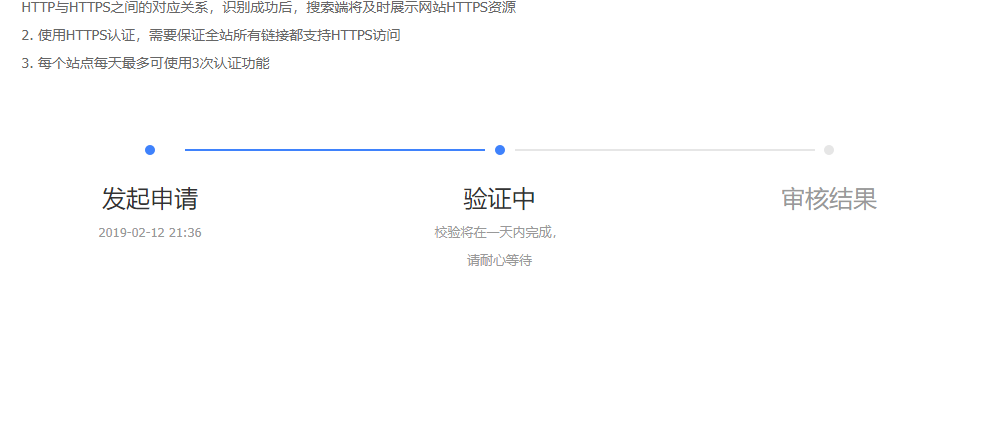 HTTP与HTTPS之间的对应关系，识别成功后，搜索端将及时展示网站HTTPS资源
2. 使用HTTPS认证，需要保证全站所有链接都支持HTTPS访问
3. 每个站点每天最多可使用3次认证功能
发起申请
2019-02-12 21:36
验证中
校验将在一天内完成，
请耐心等待
审核结果